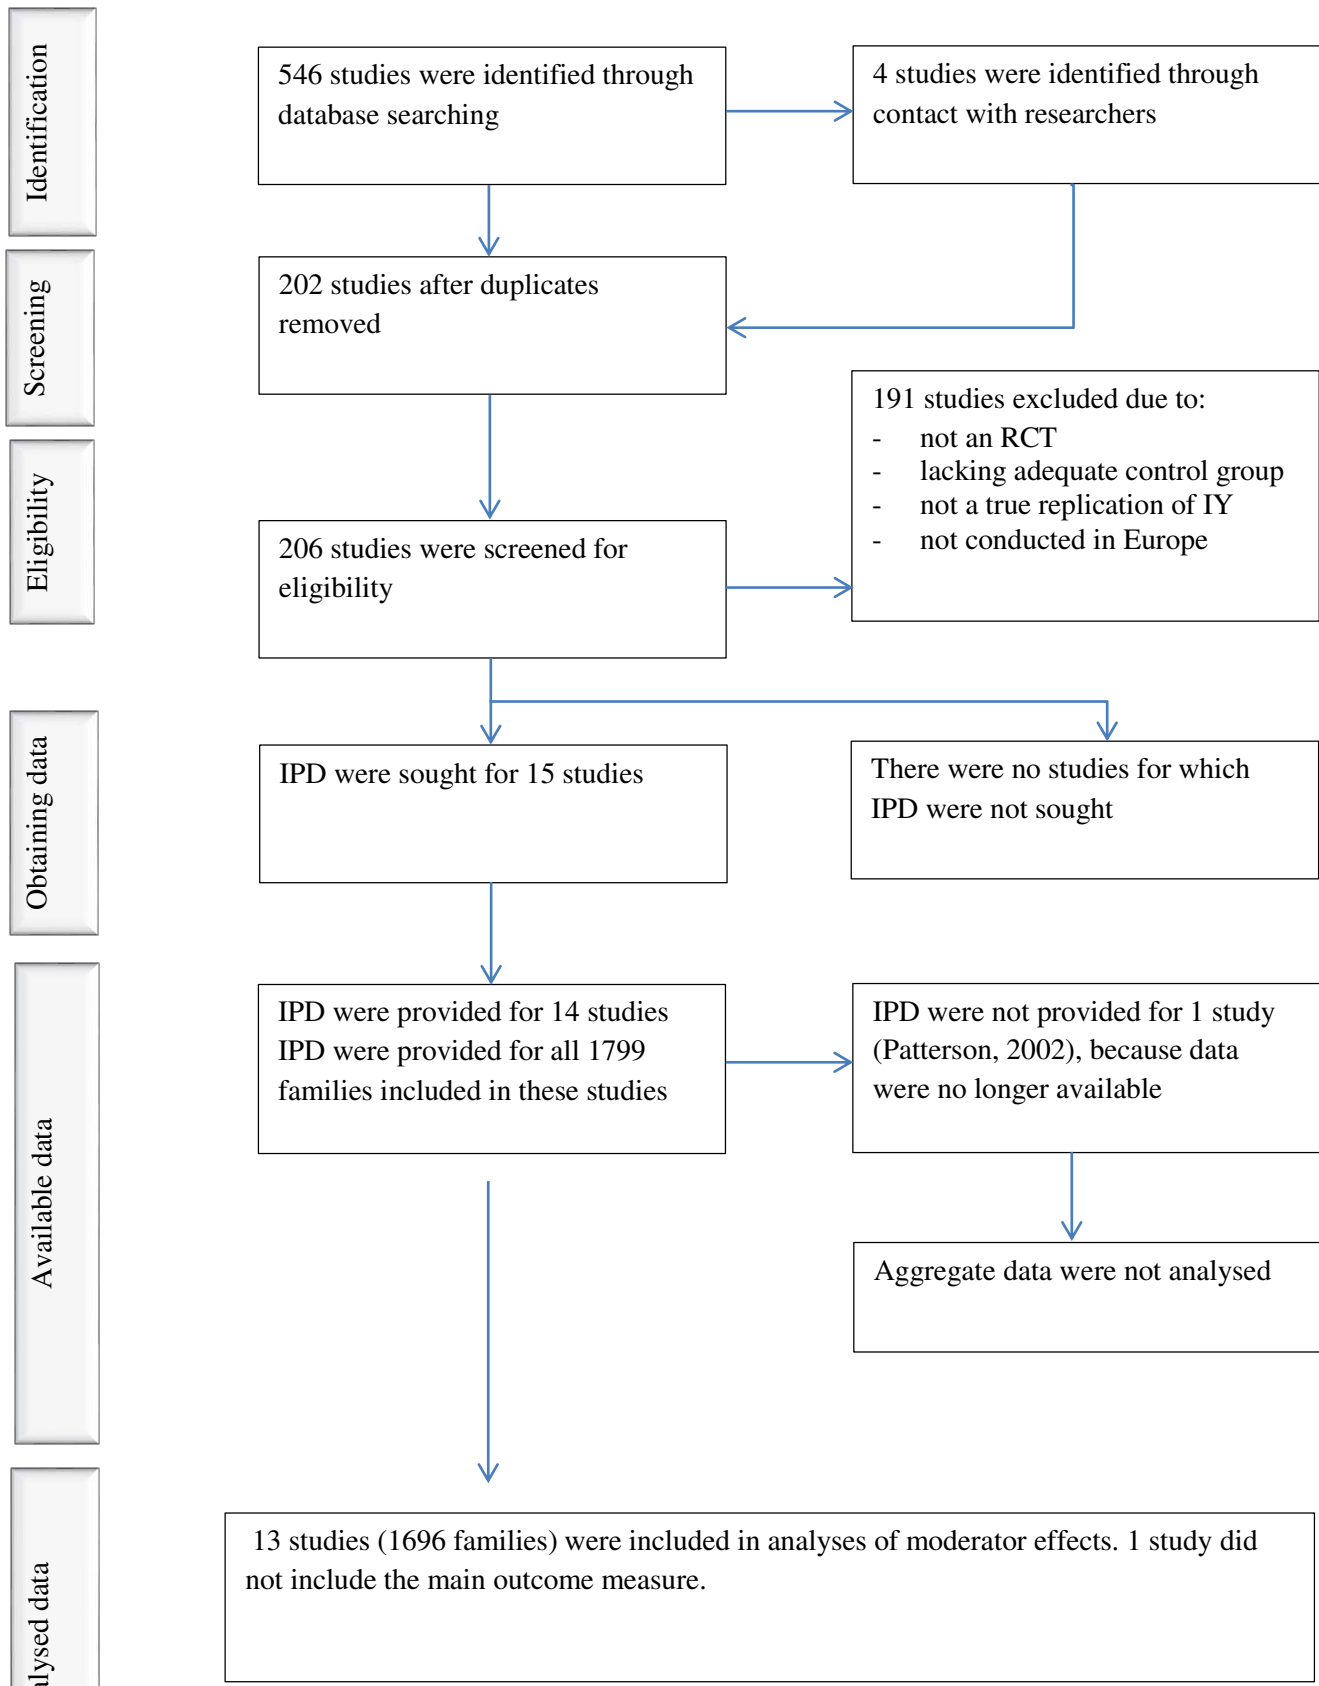 Identification
546 studies were identified through
database searching
4 studies were identified through
contact with researchers
Screening
202 studies after duplicates
removed
191 studies excluded due to:
- not an RCT
- lacking adequate control group
- not a true replication of IY
- not conducted in Europe
Eligibility
206 studies were screened for
eligibility
Obtaining data
IPD were sought for 15 studies
There were no studies for which
IPD were not sought
Available data
IPD were provided for 14 studies
IPD were provided for all 1799
families included in these studies
IPD were not provided for 1 study
(Patterson, 2002), because data
were no longer available
Aggregate data were not analysed
13 studies (1696 families) were included in analyses of moderator effects. 1 study did
not include the main outcome measure.
data